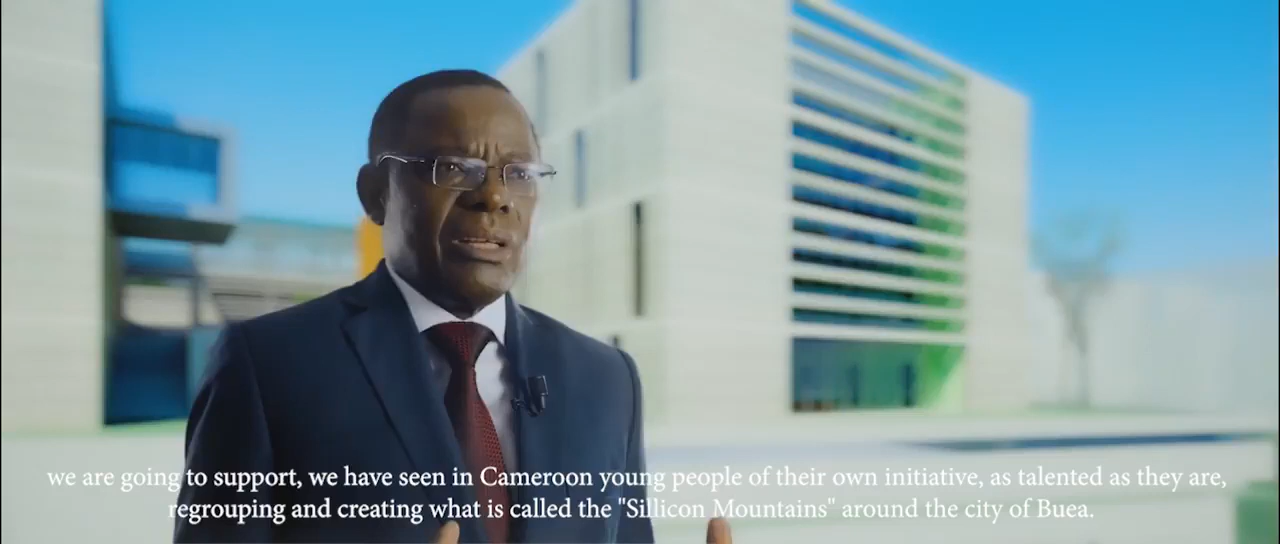 we are going to support, we have seen in Cameroon young people of their own initiative, as talented as they are,
regrouping and creating what is called the "Sillicon Mountains" around the city of Buea.